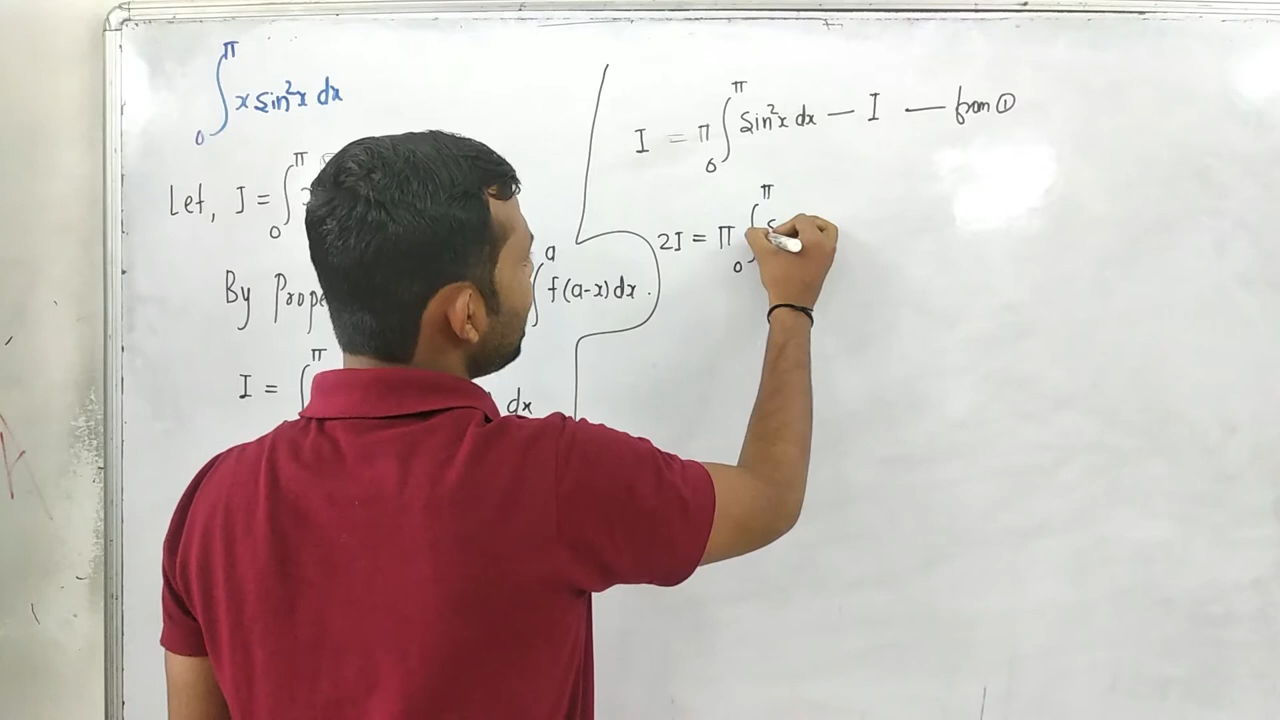 ∫₀^π x sin²x dx
Let, I = ∫₀^π
By Prope
∫ᵃ f(a-x)dx.
I = ∫^π
dx
I = π ∫₀^π sin²x dx — I — from ①
2I = π ∫₀^π s